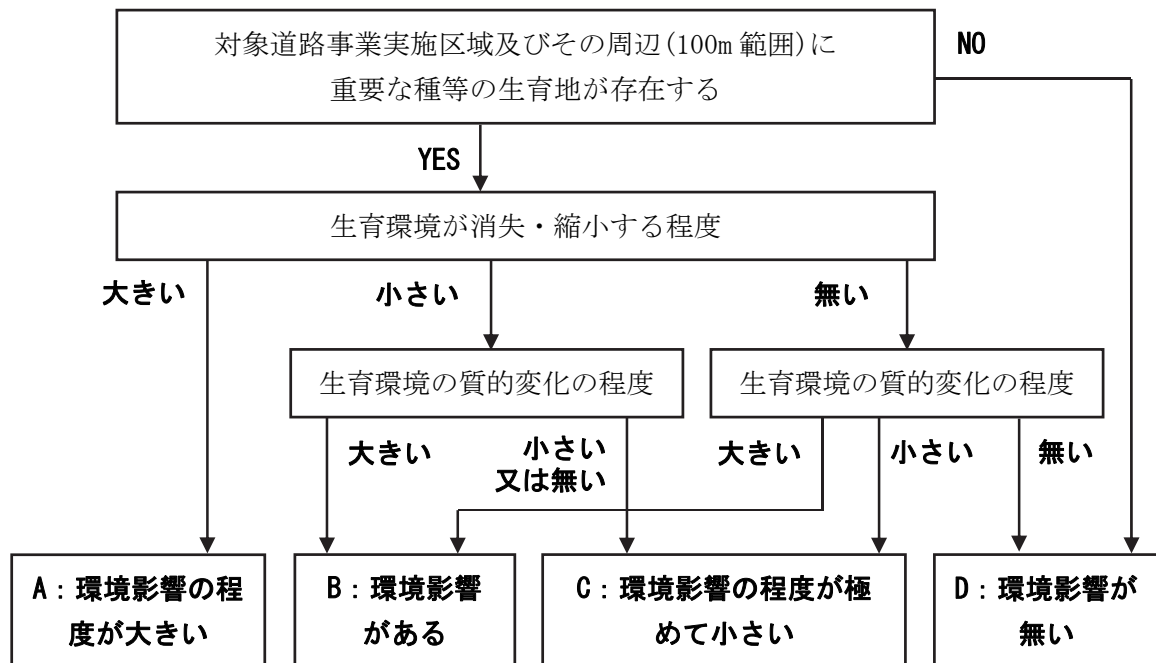 対象道路事業実施区域及びその周辺(100m 範囲)に
重要な種等の生育地が存在する
NO
YES
生育環境が消失・縮小する程度
大きい
小さい
無い
生育環境の質的変化の程度
生育環境の質的変化の程度
大きい
小さい
又は無い
大きい
小さい
無い
A：環境影響の程
度が大きい
B：環境影響
がある
C：環境影響の程度が極
めて小さい
D：環境影響が
無い